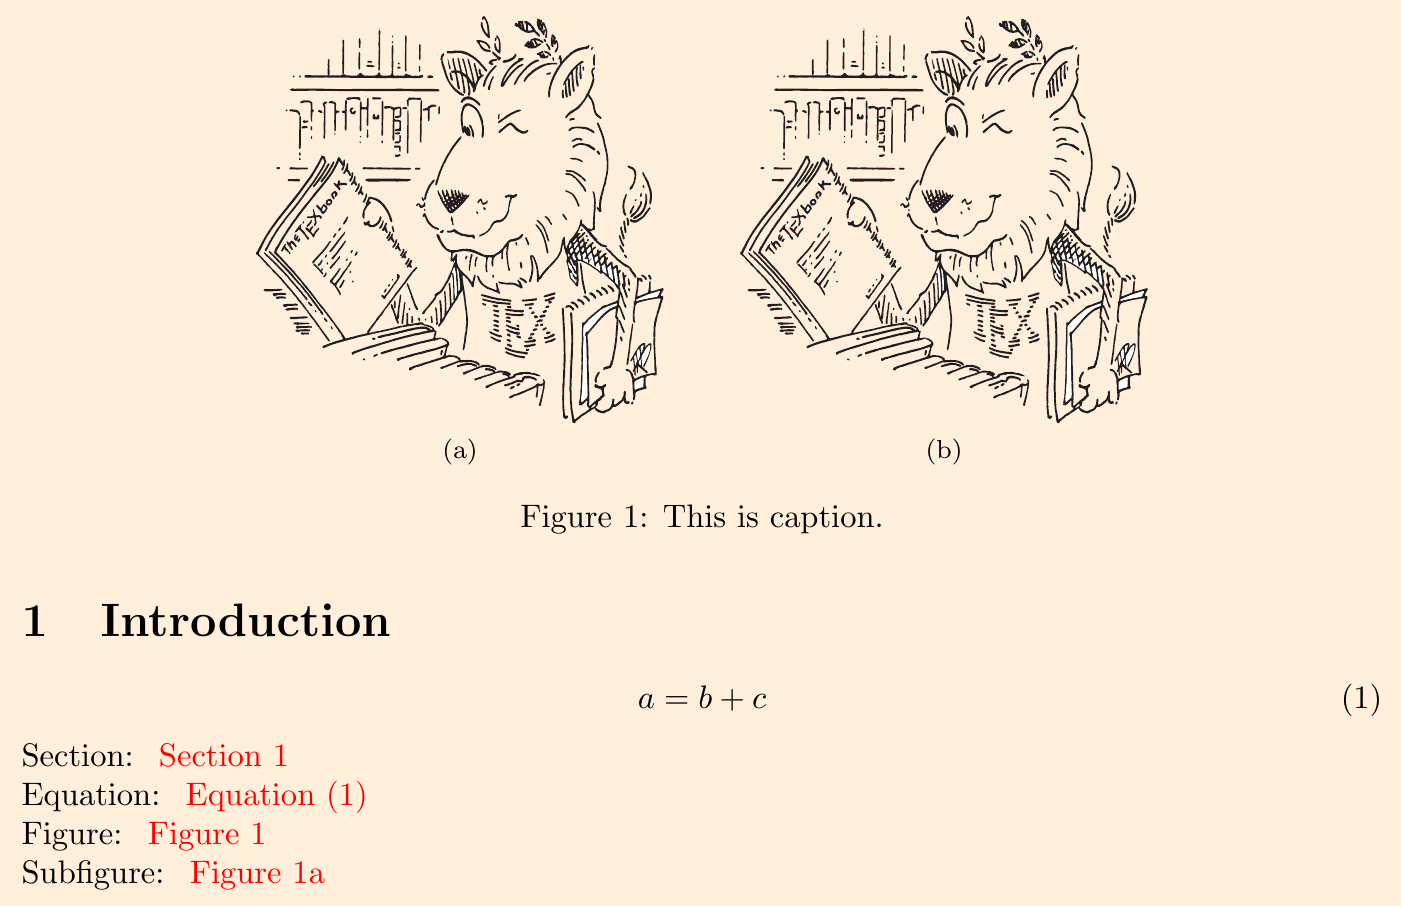 The TEXbook The TEXbook
TEX TEX
(a) (b)
Figure 1: This is caption.
1 Introduction
a = b + c (1)
Section: Section 1
Equation: Equation (1)
Figure: Figure 1
Subfigure: Figure 1a